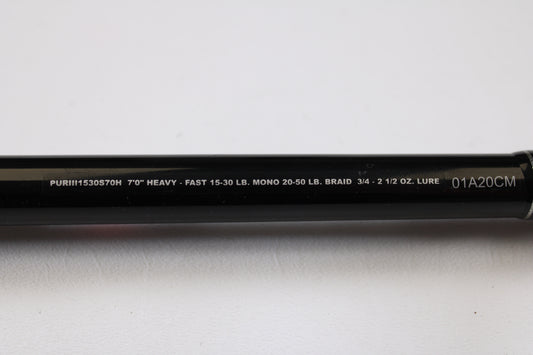 PURIII1530S70H 7'0" HEAVY - FAST 15-30 LB. MONO 20-50 LB. BRAID 3/4 - 2 1/2 OZ. LURE 01A20CM